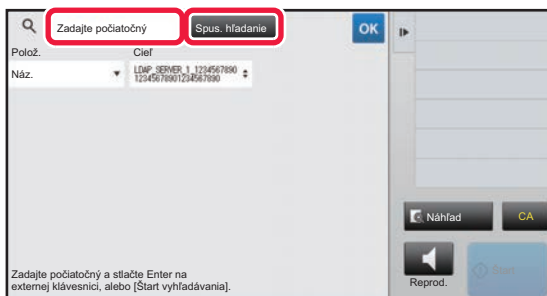 Zadajte počiatočný
Spus. hľadanie
OK
Polož.
Cieľ
Náz.
LDAP_SERVER_1_1234567890
12345678901234567890
Náhľad
CA
Reprod.
Štart
Zadajte počiatočný a stlačte Enter na
externej klávesnici, alebo [Štart vyhľadávania].